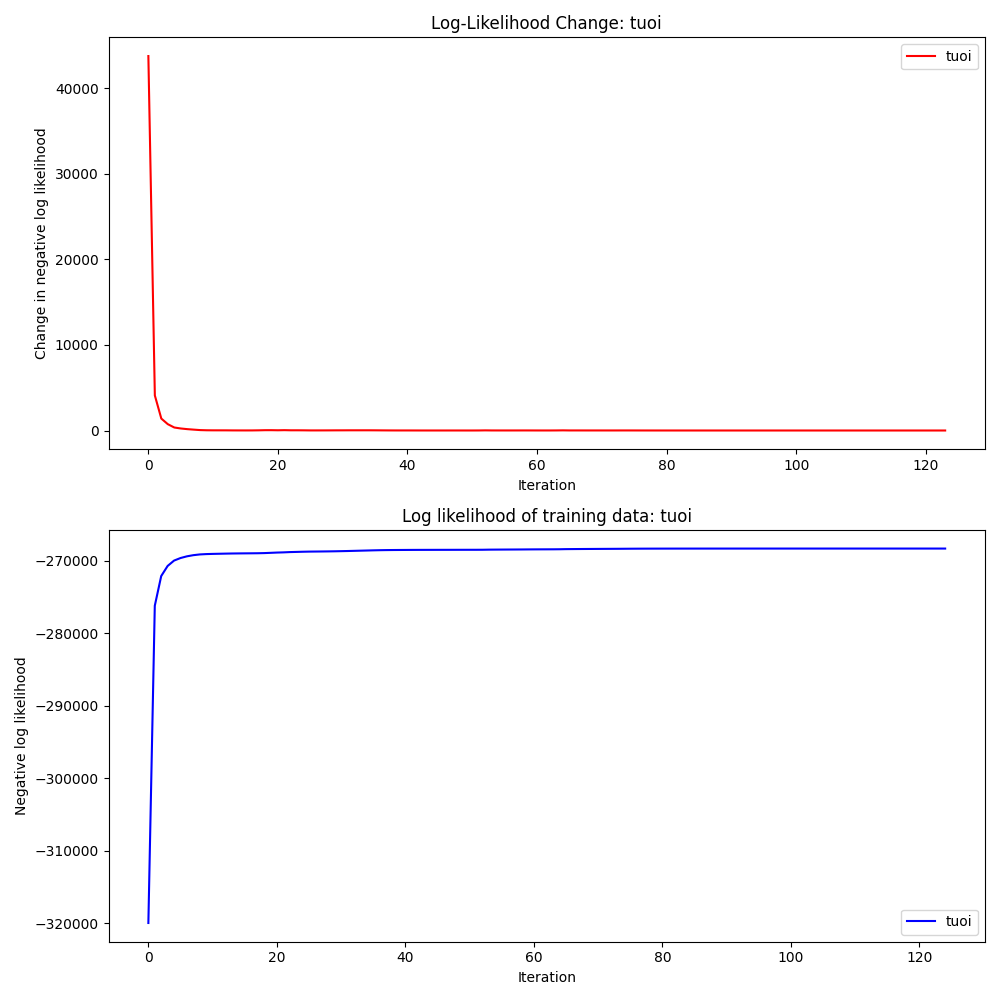 Log-Likelihood Change: tuoi
tuoi
Change in negative log likelihood
40000
30000
20000
10000
0
0 20 40 60 80 100 120
Iteration
Log likelihood of training data: tuoi
Negative log likelihood
−270000
−280000
−290000
−300000
−310000
−320000
tuoi
0 20 40 60 80 100 120
Iteration